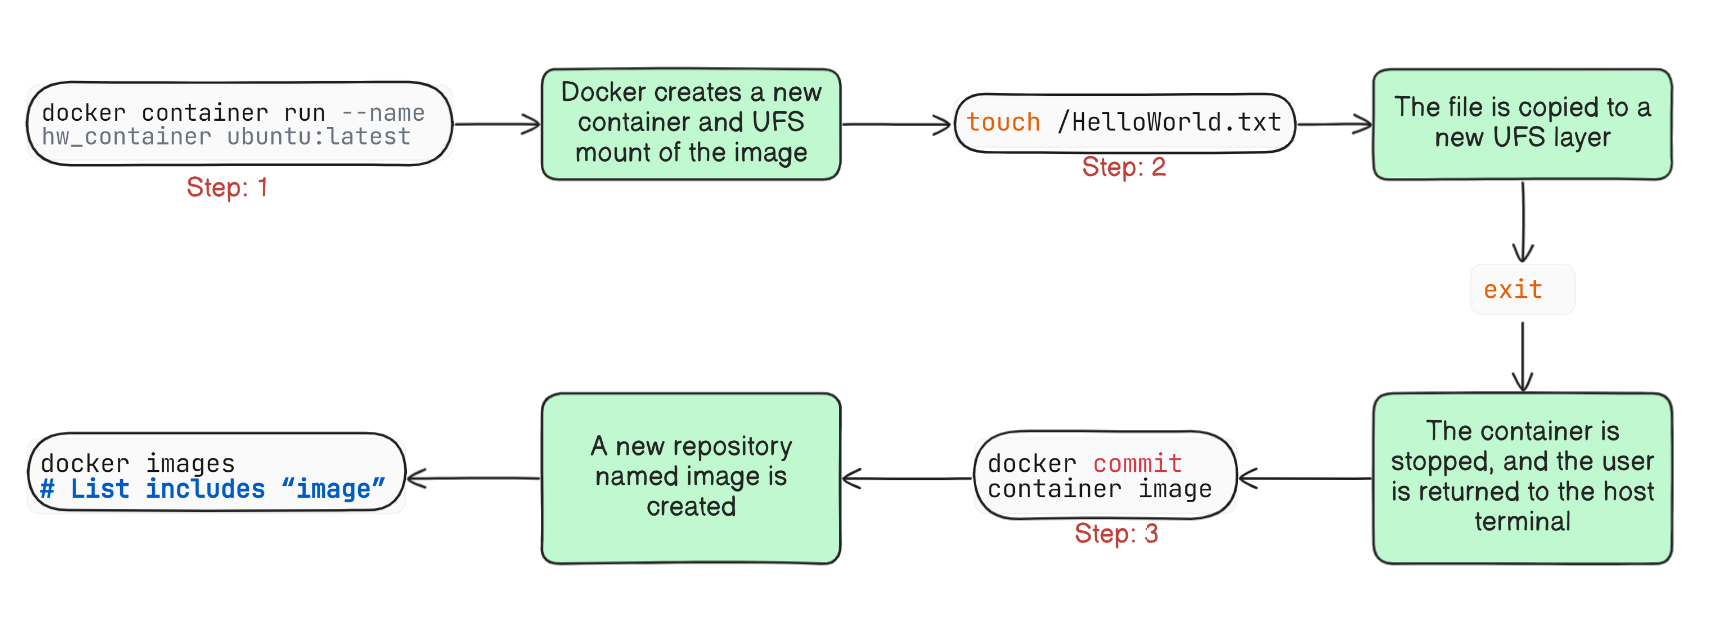 docker container run --name
hw_container ubuntu:latest
Step: 1
Docker creates a new
container and UFS
mount of the image
touch /HelloWorld.txt
Step: 2
The file is copied to a
new UFS layer
exit
The container is
stopped, and the user
is returned to the host
terminal
docker commit
container image
Step: 3
A new repository
named image is
created
docker images
# List includes “image”